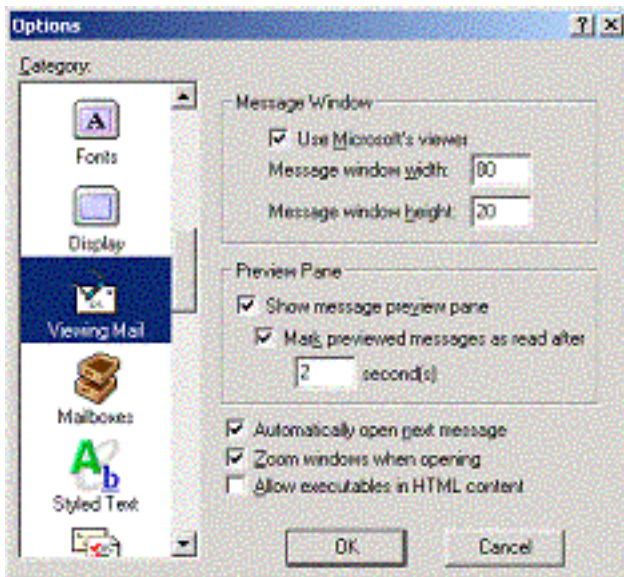 Options
Category:
Fonts
Display
Viewing Mail
Mailboxes
Styled Text
Message Window
Use Microsoft's viewer
Message window width: 80
Message window height: 20
Preview Pane
Show message preview pane
Mark previewed messages as read after
2 second(s)
Automatically open next message
Zoom windows when opening
Allow executables in HTML content
OK Cancel